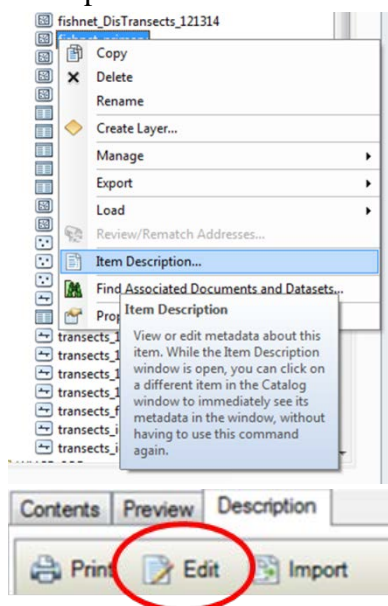 fishnet_DisTransects_121314
fishnet_primary
Copy
Delete
Rename
Create Layer...
Manage
Export
Load
Review/Rematch Addresses...
Item Description...
Find Associated Documents and Datasets...
Item Description
View or edit metadata about this
item. While the Item Description
window is open, you can click on
a different item in the Catalog
window to immediately see its
metadata in the window, without
having to use this command
again.
transects_1
transects_1
transects_1
transects_1
transects_f
transects_i
transects_i
Contents Preview Description
Print Edit Import